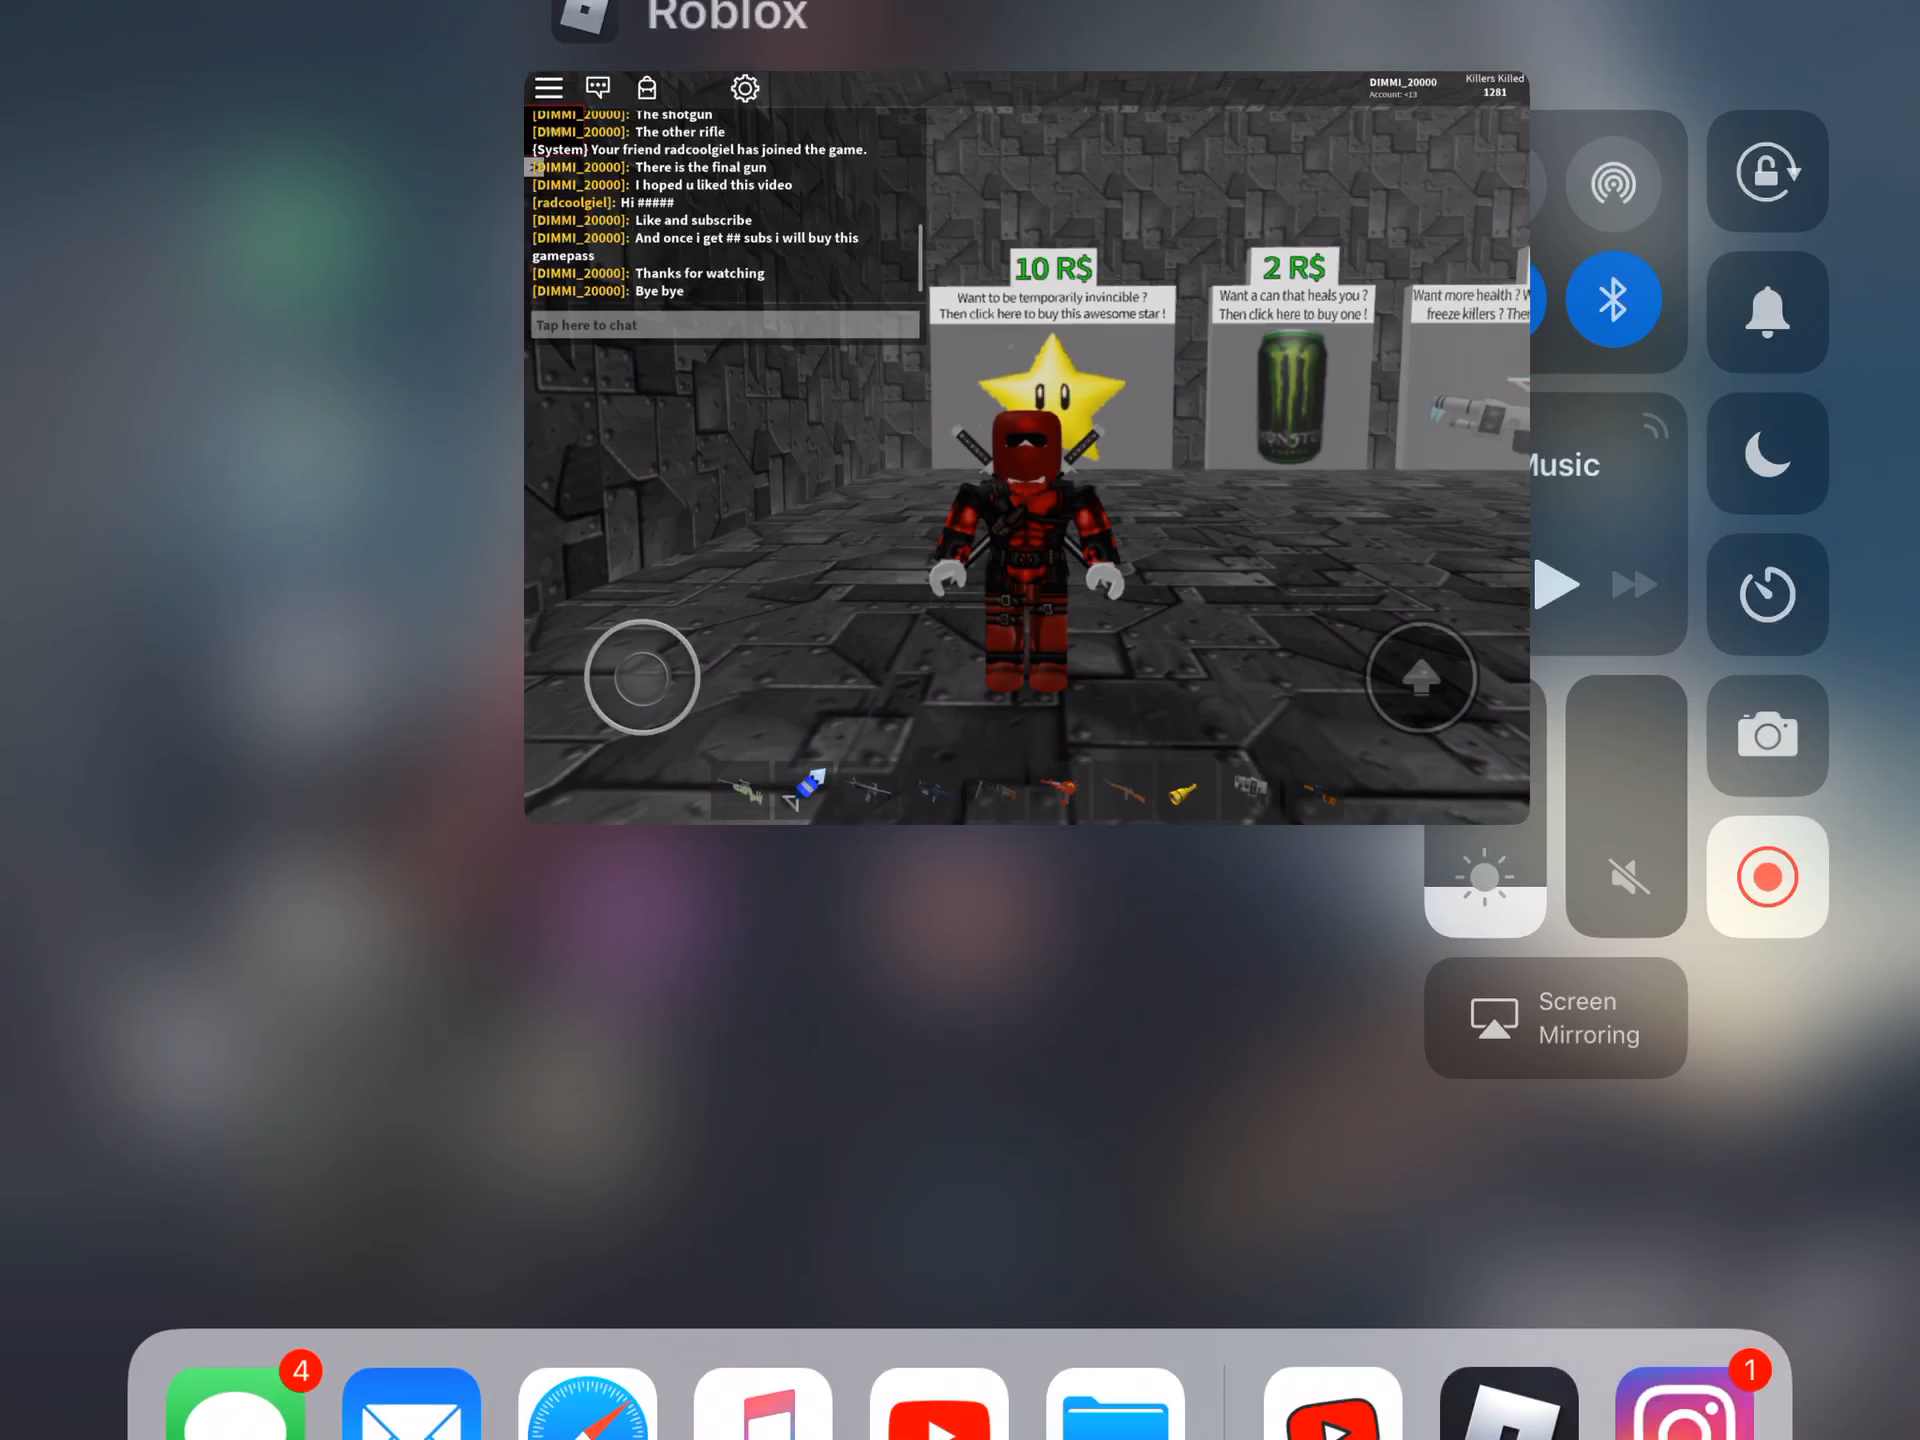 Roblox
DIMMI_20000
Account: <13
Killers Killed
1281
[DIMMI_20000]: The shotgun
[DIMMI_20000]: The other rifle
{System} Your friend radcoolgiel has joined the game.
[DIMMI_20000]: There is the final gun
[DIMMI_20000]: I hoped u liked this video
[radcoolgiel]: Hi #####
[DIMMI_20000]: Like and subscribe
[DIMMI_20000]: And once i get ## subs i will buy this
gamepass
[DIMMI_20000]: Thanks for watching
[DIMMI_20000]: Bye bye
Tap here to chat
10 R$
Want to be temporarily invincible ?
Then click here to buy this awesome star !
2 R$
Want a can that heals you ?
Then click here to buy one !
MONSTER
Want more health ?
freeze killers ?
Music
Screen
Mirroring
4
1